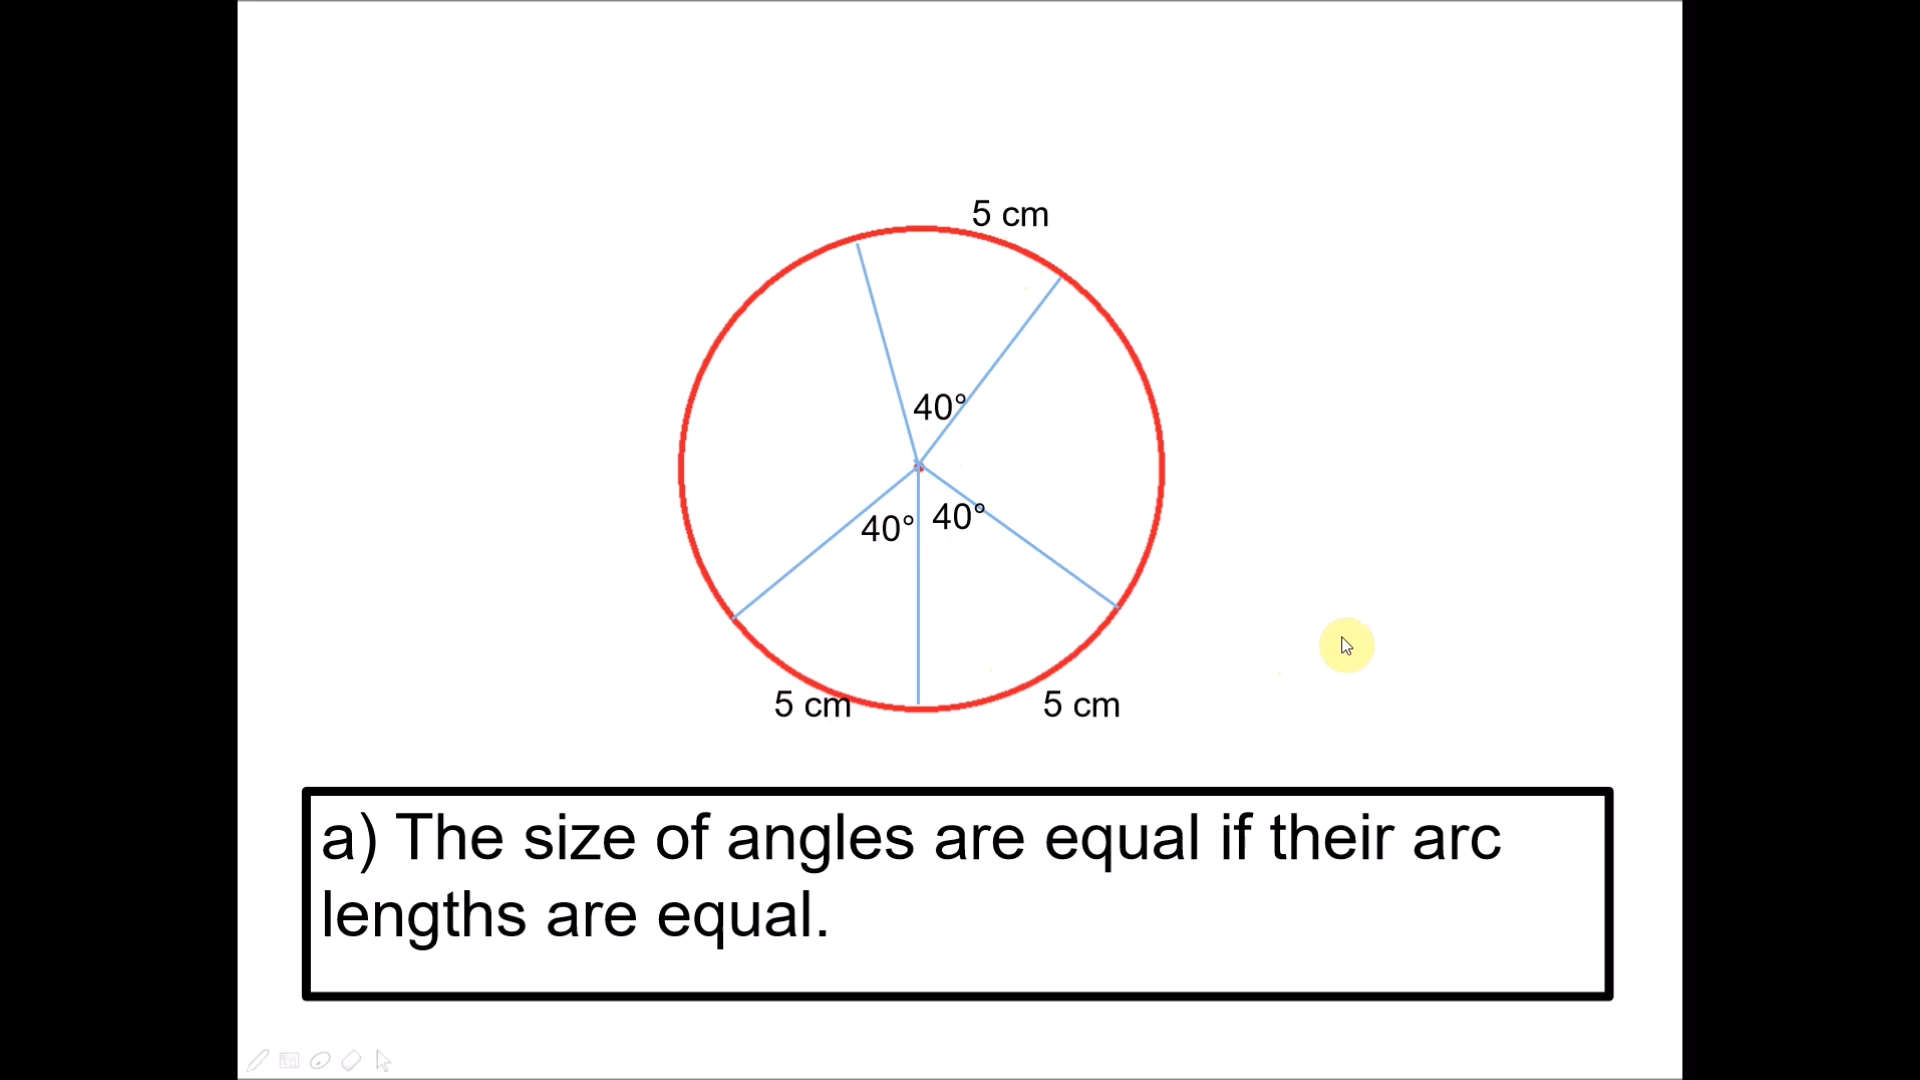 5 cm
40°
40° 40°
5 cm 5 cm
a) The size of angles are equal if their arc
lengths are equal.